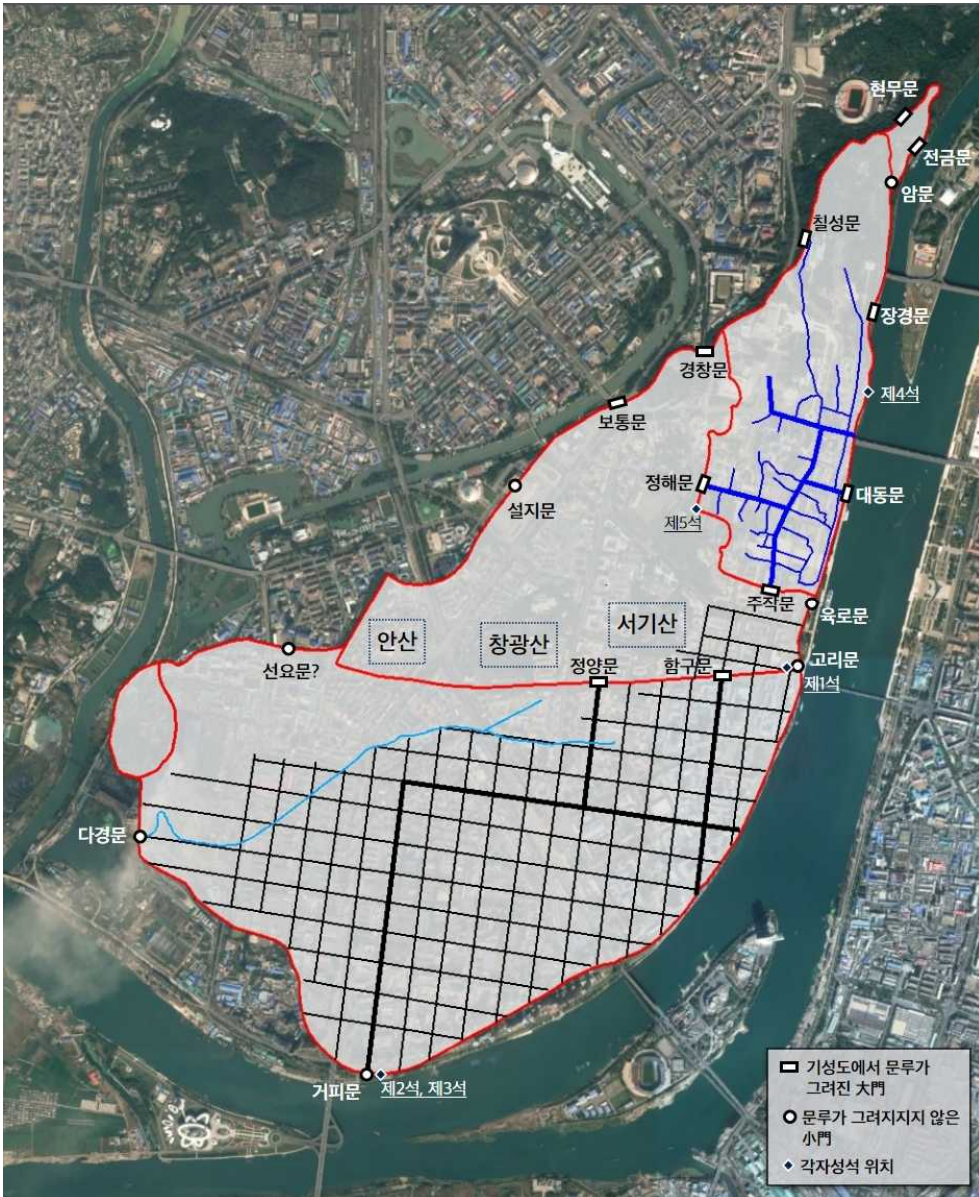 현무문
전금문
암문
칠성문
장경문
경창문
제4석
보통문
정해문
대동문
설지문
제5석
주작문
육로문
안산
창광산
서기산
선요문?
정양문
함구문
고리문
제1석
다경문
거피문
제2석, 제3석
기성도에서 문루가
그려진 大門
문루가 그려지지지 않은
小門
각자성석 위치